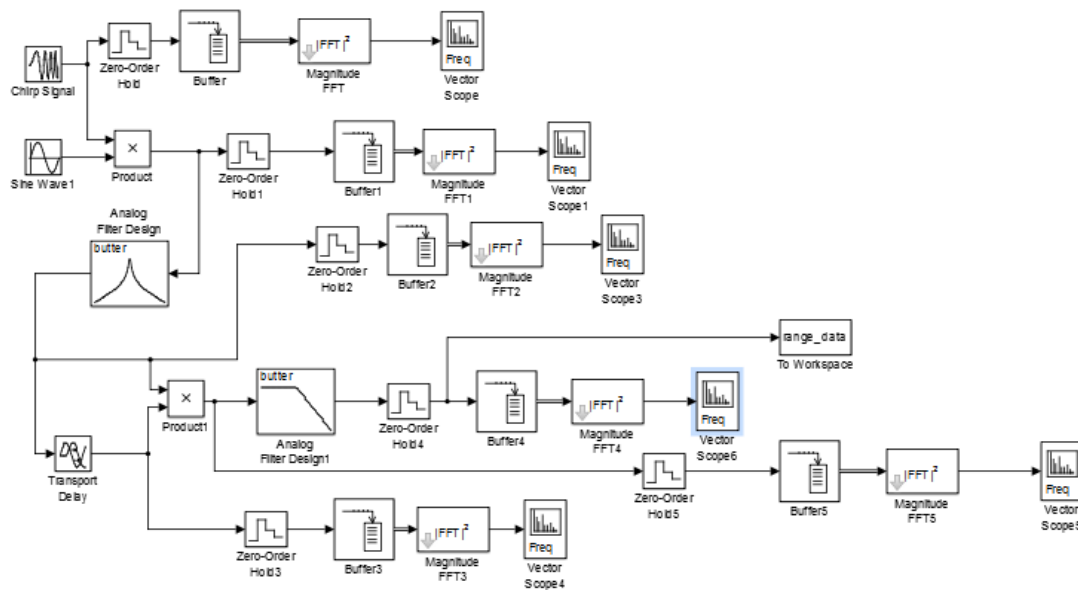 |FFT|²
Freq
Chirp Signal
Zero-Order
Hold
Buffer
Magnitude
FFT
Vector
Scope
×
|FFT|²
Freq
Sine Wave1
Product
Zero-Order
Hold1
Buffer1
Magnitude
FFT1
Vector
Scope1
Analog
Filter Design
butter
|FFT|²
Freq
Zero-Order
Hold2
Buffer2
Magnitude
FFT2
Vector
Scope3
range_data
To Workspace
butter
×
|FFT|²
Freq
Product1
Analog
Filter Design1
Zero-Order
Hold4
Buffer4
Magnitude
FFT4
Vector
Scope6
Transport
Delay
|FFT|²
Freq
Zero-Order
Hold5
Buffer5
Magnitude
FFT5
Vector
Scope5
|FFT|²
Freq
Zero-Order
Hold3
Buffer3
Magnitude
FFT3
Vector
Scope4